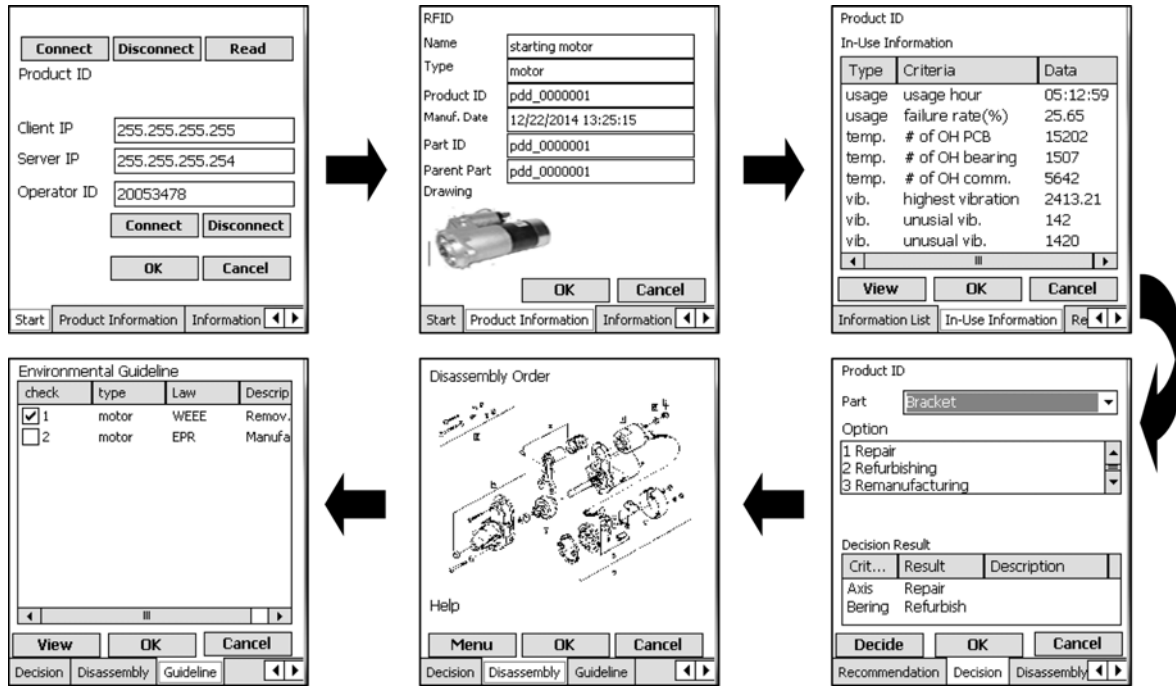 Connect Disconnect Read
Product ID
Client IP 255.255.255.255
Server IP 255.255.255.254
Operator ID 20053478
Connect Disconnect
OK Cancel
Start Product Information Information
RFID
Name starting motor
Type motor
Product ID pdd_0000001
Manuf. Date 12/22/2014 13:25:15
Part ID pdd_0000001
Parent Part pdd_0000001
Drawing
OK Cancel
Start Product Information Information
Product ID
In-Use Information
Type Criteria Data
usage usage hour 05:12:59
usage failure rate(%) 25.65
temp. # of OH PCB 15202
temp. # of OH bearing 1507
temp. # of OH comm. 5642
vib. highest vibration 2413.21
vib. unusial vib. 142
vib. unusual vib. 1420
View OK Cancel
Information List In-Use Information Re
Product ID
Part Bracket
Option
1 Repair
2 Refurbishing
3 Remanufacturing
Decision Result
Crit... Result Description
Axis Repair
Bering Refurbish
Decide OK Cancel
Recommendation Decision Disassembly
Disassembly Order
Help
Menu OK Cancel
Decision Disassembly Guideline
Environmental Guideline
check type Law Descrip
1 motor WEEE Remov.
2 motor EPR Manufa
View OK Cancel
Decision Disassembly Guideline